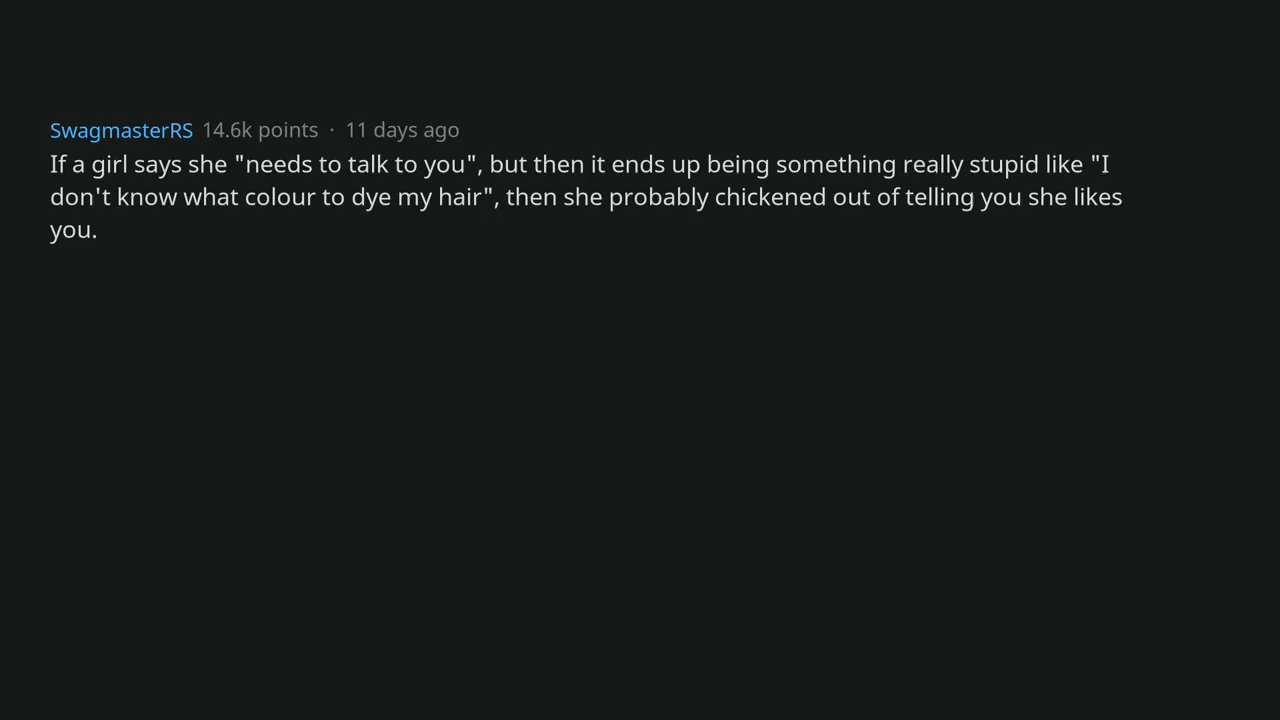 SwagmasterRS 14.6k points · 11 days ago
If a girl says she "needs to talk to you", but then it ends up being something really stupid like "I
don't know what colour to dye my hair", then she probably chickened out of telling you she likes
you.